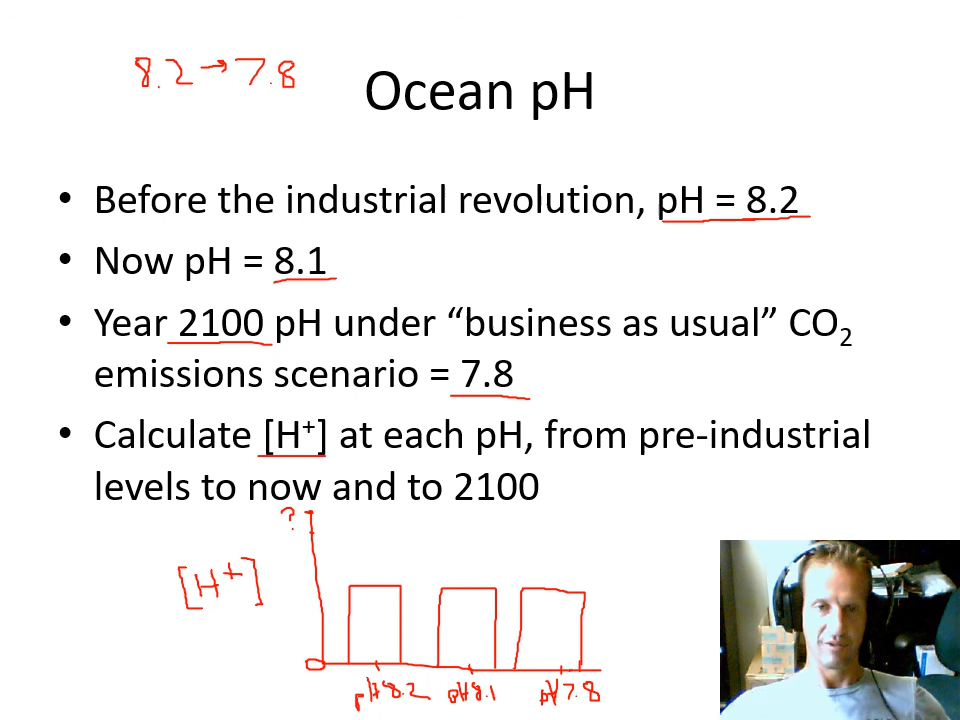 8.2→7.8
Ocean pH
• Before the industrial revolution, pH = 8.2
• Now pH = 8.1
• Year 2100 pH under “business as usual” CO₂
emissions scenario = 7.8
• Calculate [H⁺] at each pH, from pre-industrial
levels to now and to 2100
?
[H⁺]
0
pH8.2 pH8.1 pH7.8